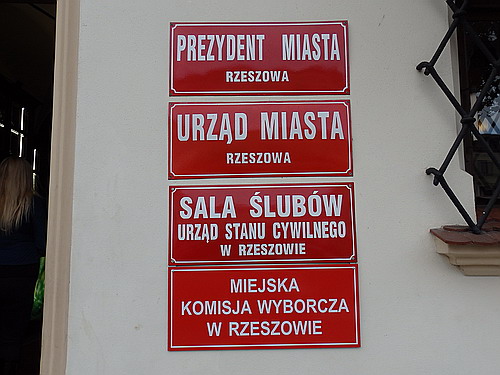 PREZYDENT MIASTA
RZESZOWA
URZĄD MIASTA
RZESZOWA
SALA ŚLUBÓW
URZĄD STANU CYWILNEGO
W RZESZOWIE
MIEJSKA
KOMISJA WYBORCZA
W RZESZOWIE